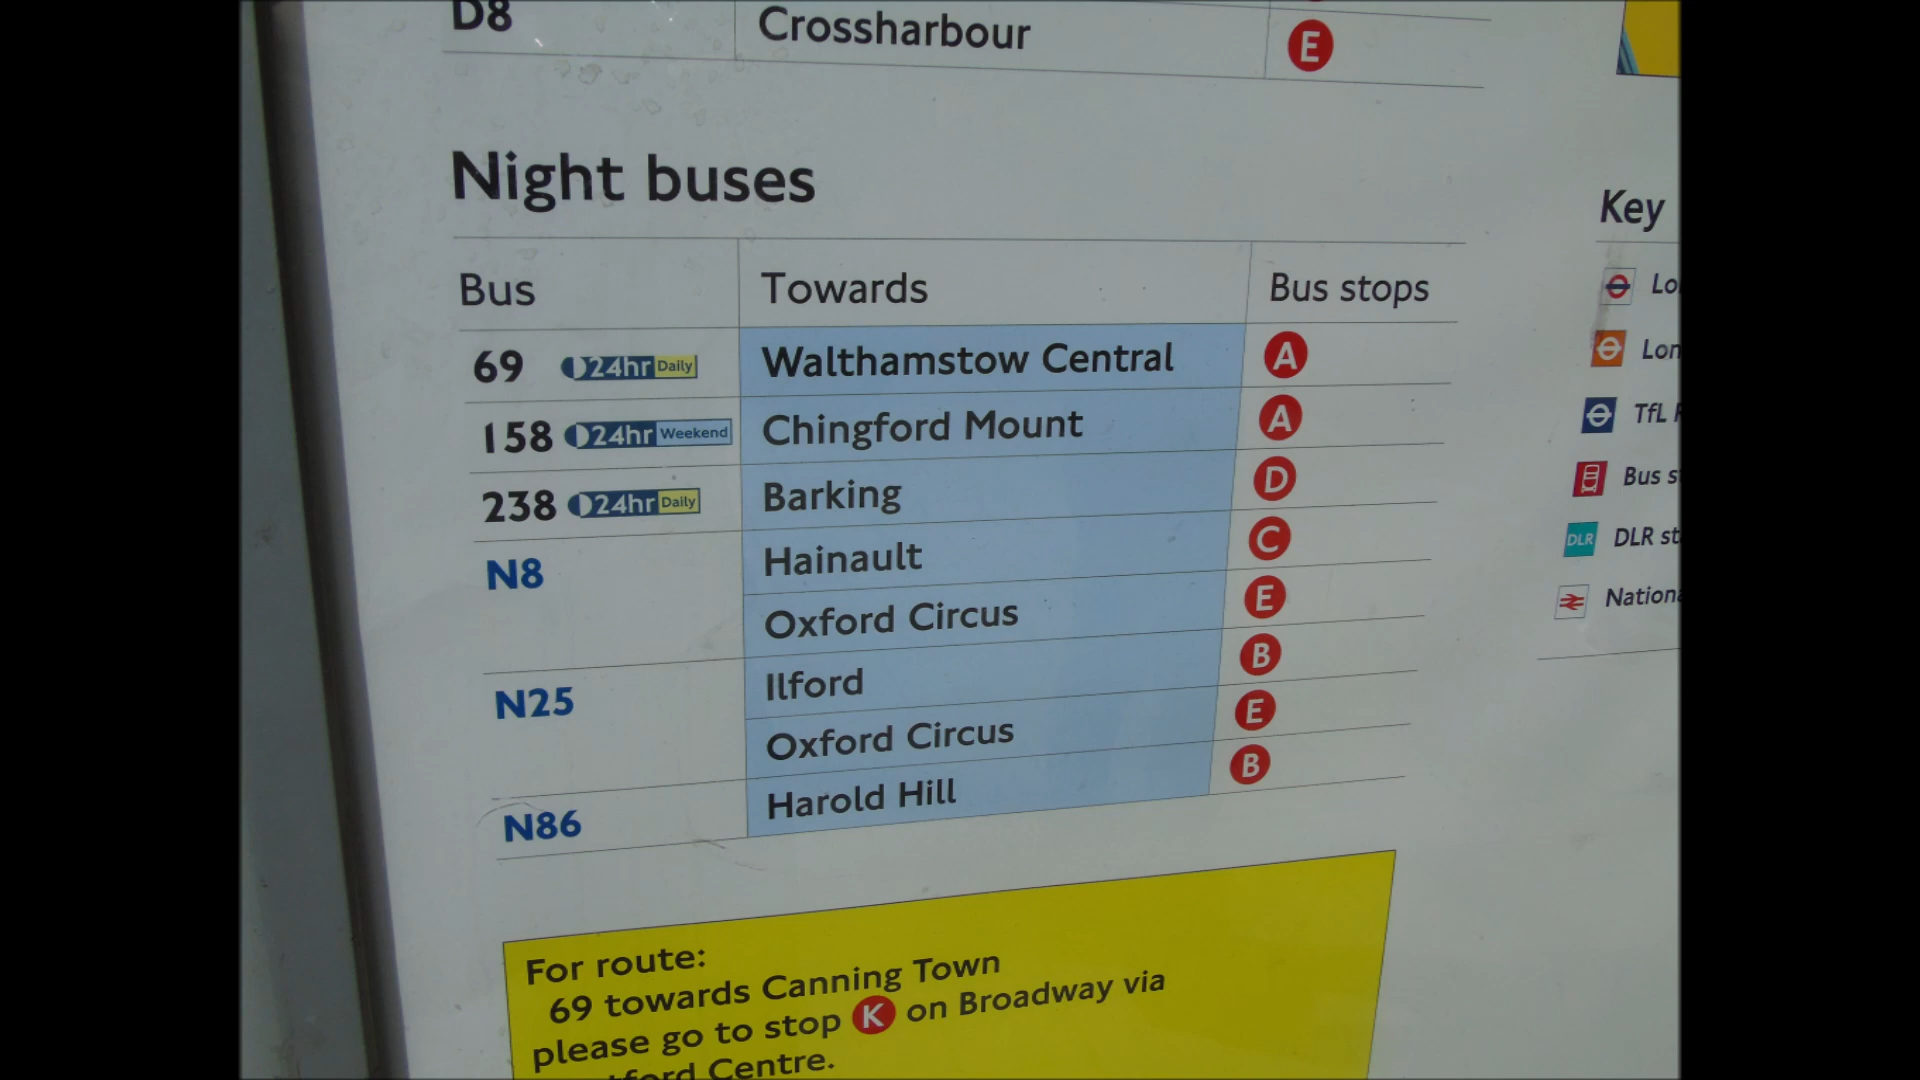 D8 Crossharbour E
Night buses
Bus Towards Bus stops
69 24hr Daily Walthamstow Central A
158 24hr Weekend Chingford Mount A
238 24hr Daily Barking D
N8 Hainault C
Oxford Circus E
N25 Ilford B
Oxford Circus E
N86 Harold Hill B
For route:
69 towards Canning Town
please go to stop K on Broadway via
Centre.
Key
TfL
Bus
DLR DLR